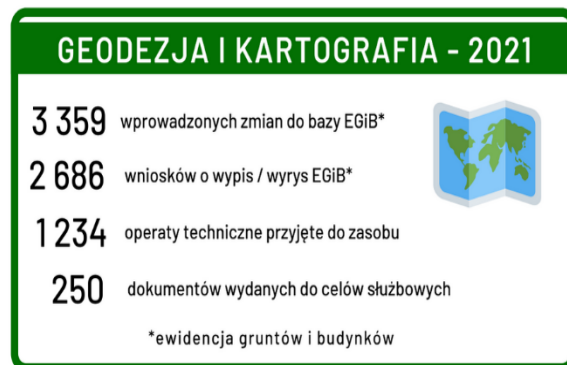 GEODEZJA I KARTOGRAFIA - 2021
3 359 wprowadzonych zmian do bazy EGiB*
2 686 wniosków o wypis / wyrys EGiB*
1 234 operaty techniczne przyjęte do zasobu
250 dokumentów wydanych do celów służbowych
*ewidencja gruntów i budynków